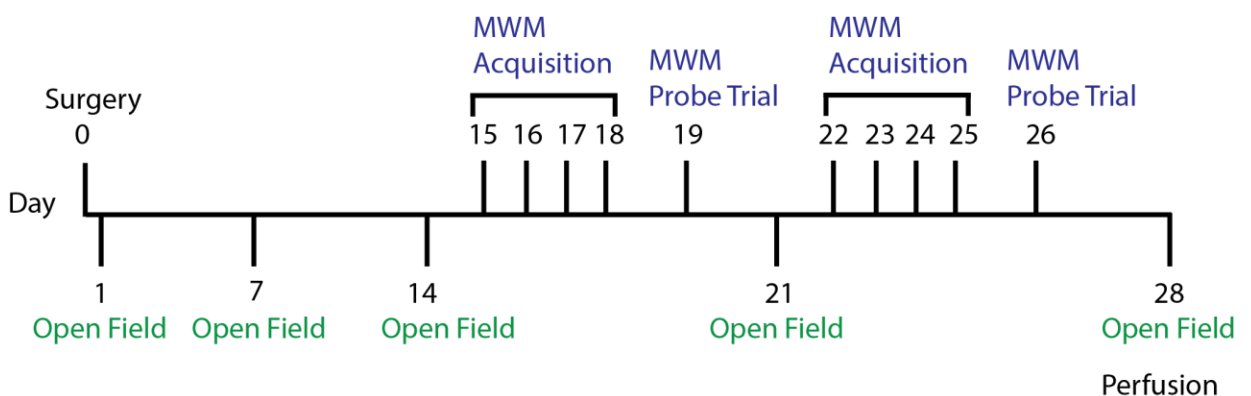 MWM
Acquisition
MWM
Probe Trial
MWM
Acquisition
MWM
Probe Trial
Surgery
0
15 16 17 18
19
22 23 24 25
26
Day
1
7
14
21
28
Open Field
Open Field
Open Field
Open Field
Open Field
Perfusion